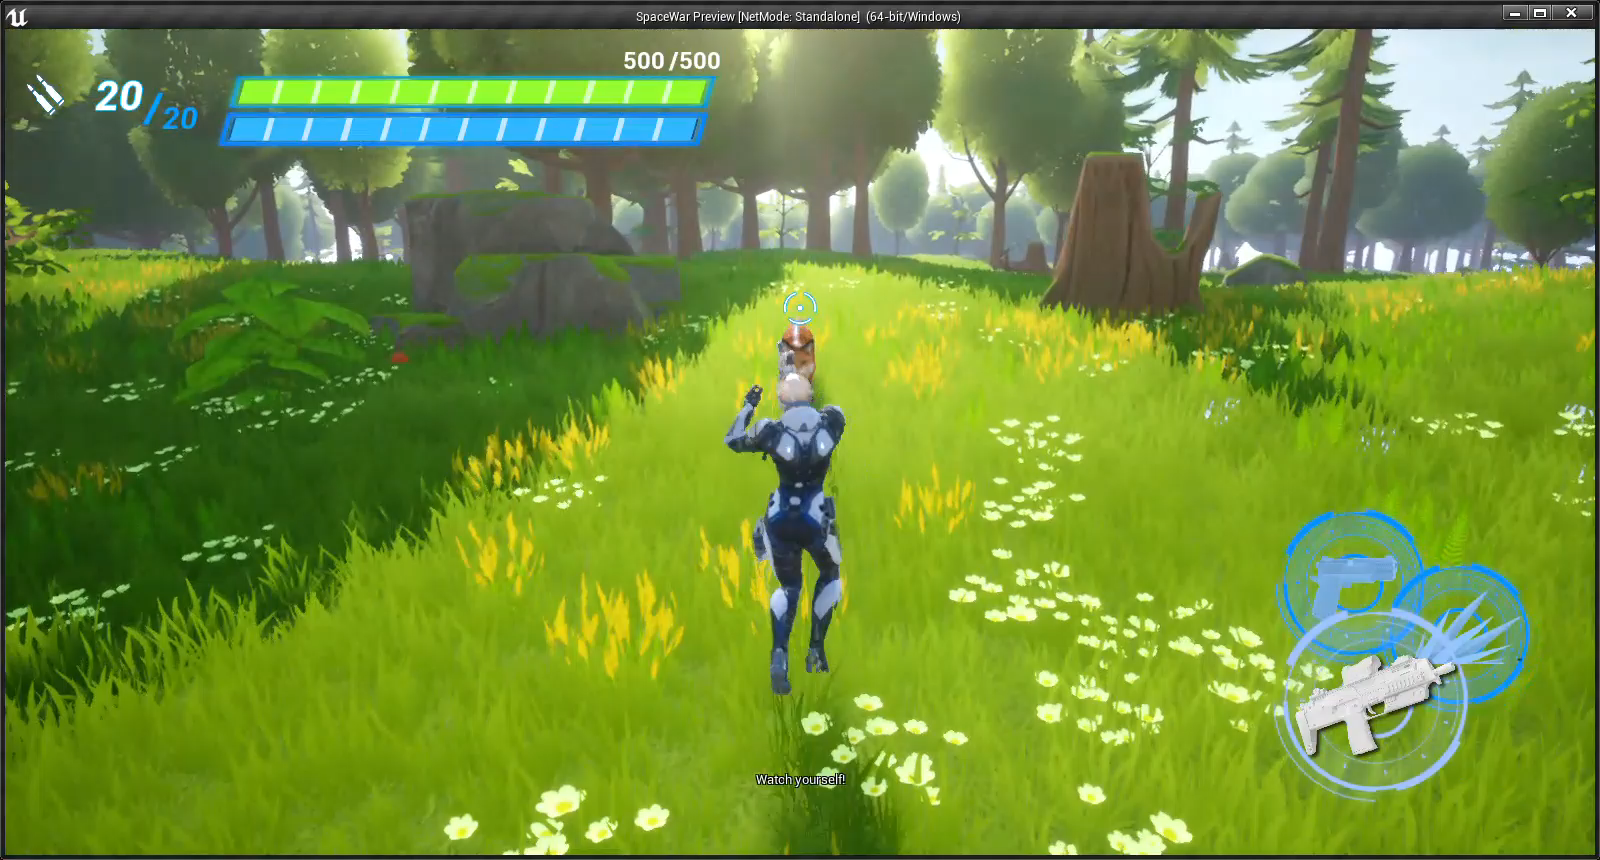 SpaceWar Preview [NetMode: Standalone]  (64-bit/Windows)
500/500
20/20
Watch yourself!